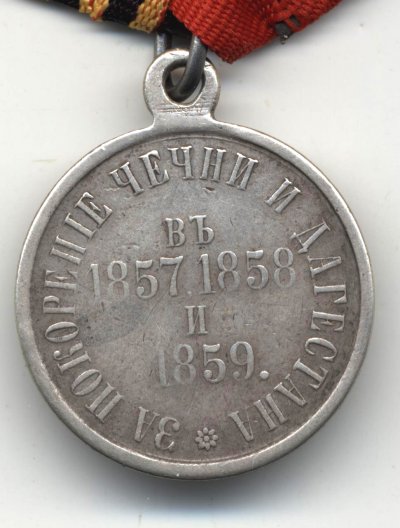 ЗА ПОКОРЕНІЕ ЧЕЧНИ И ДАГЕСТАНА
ВЪ
1857,1858
И
1859.